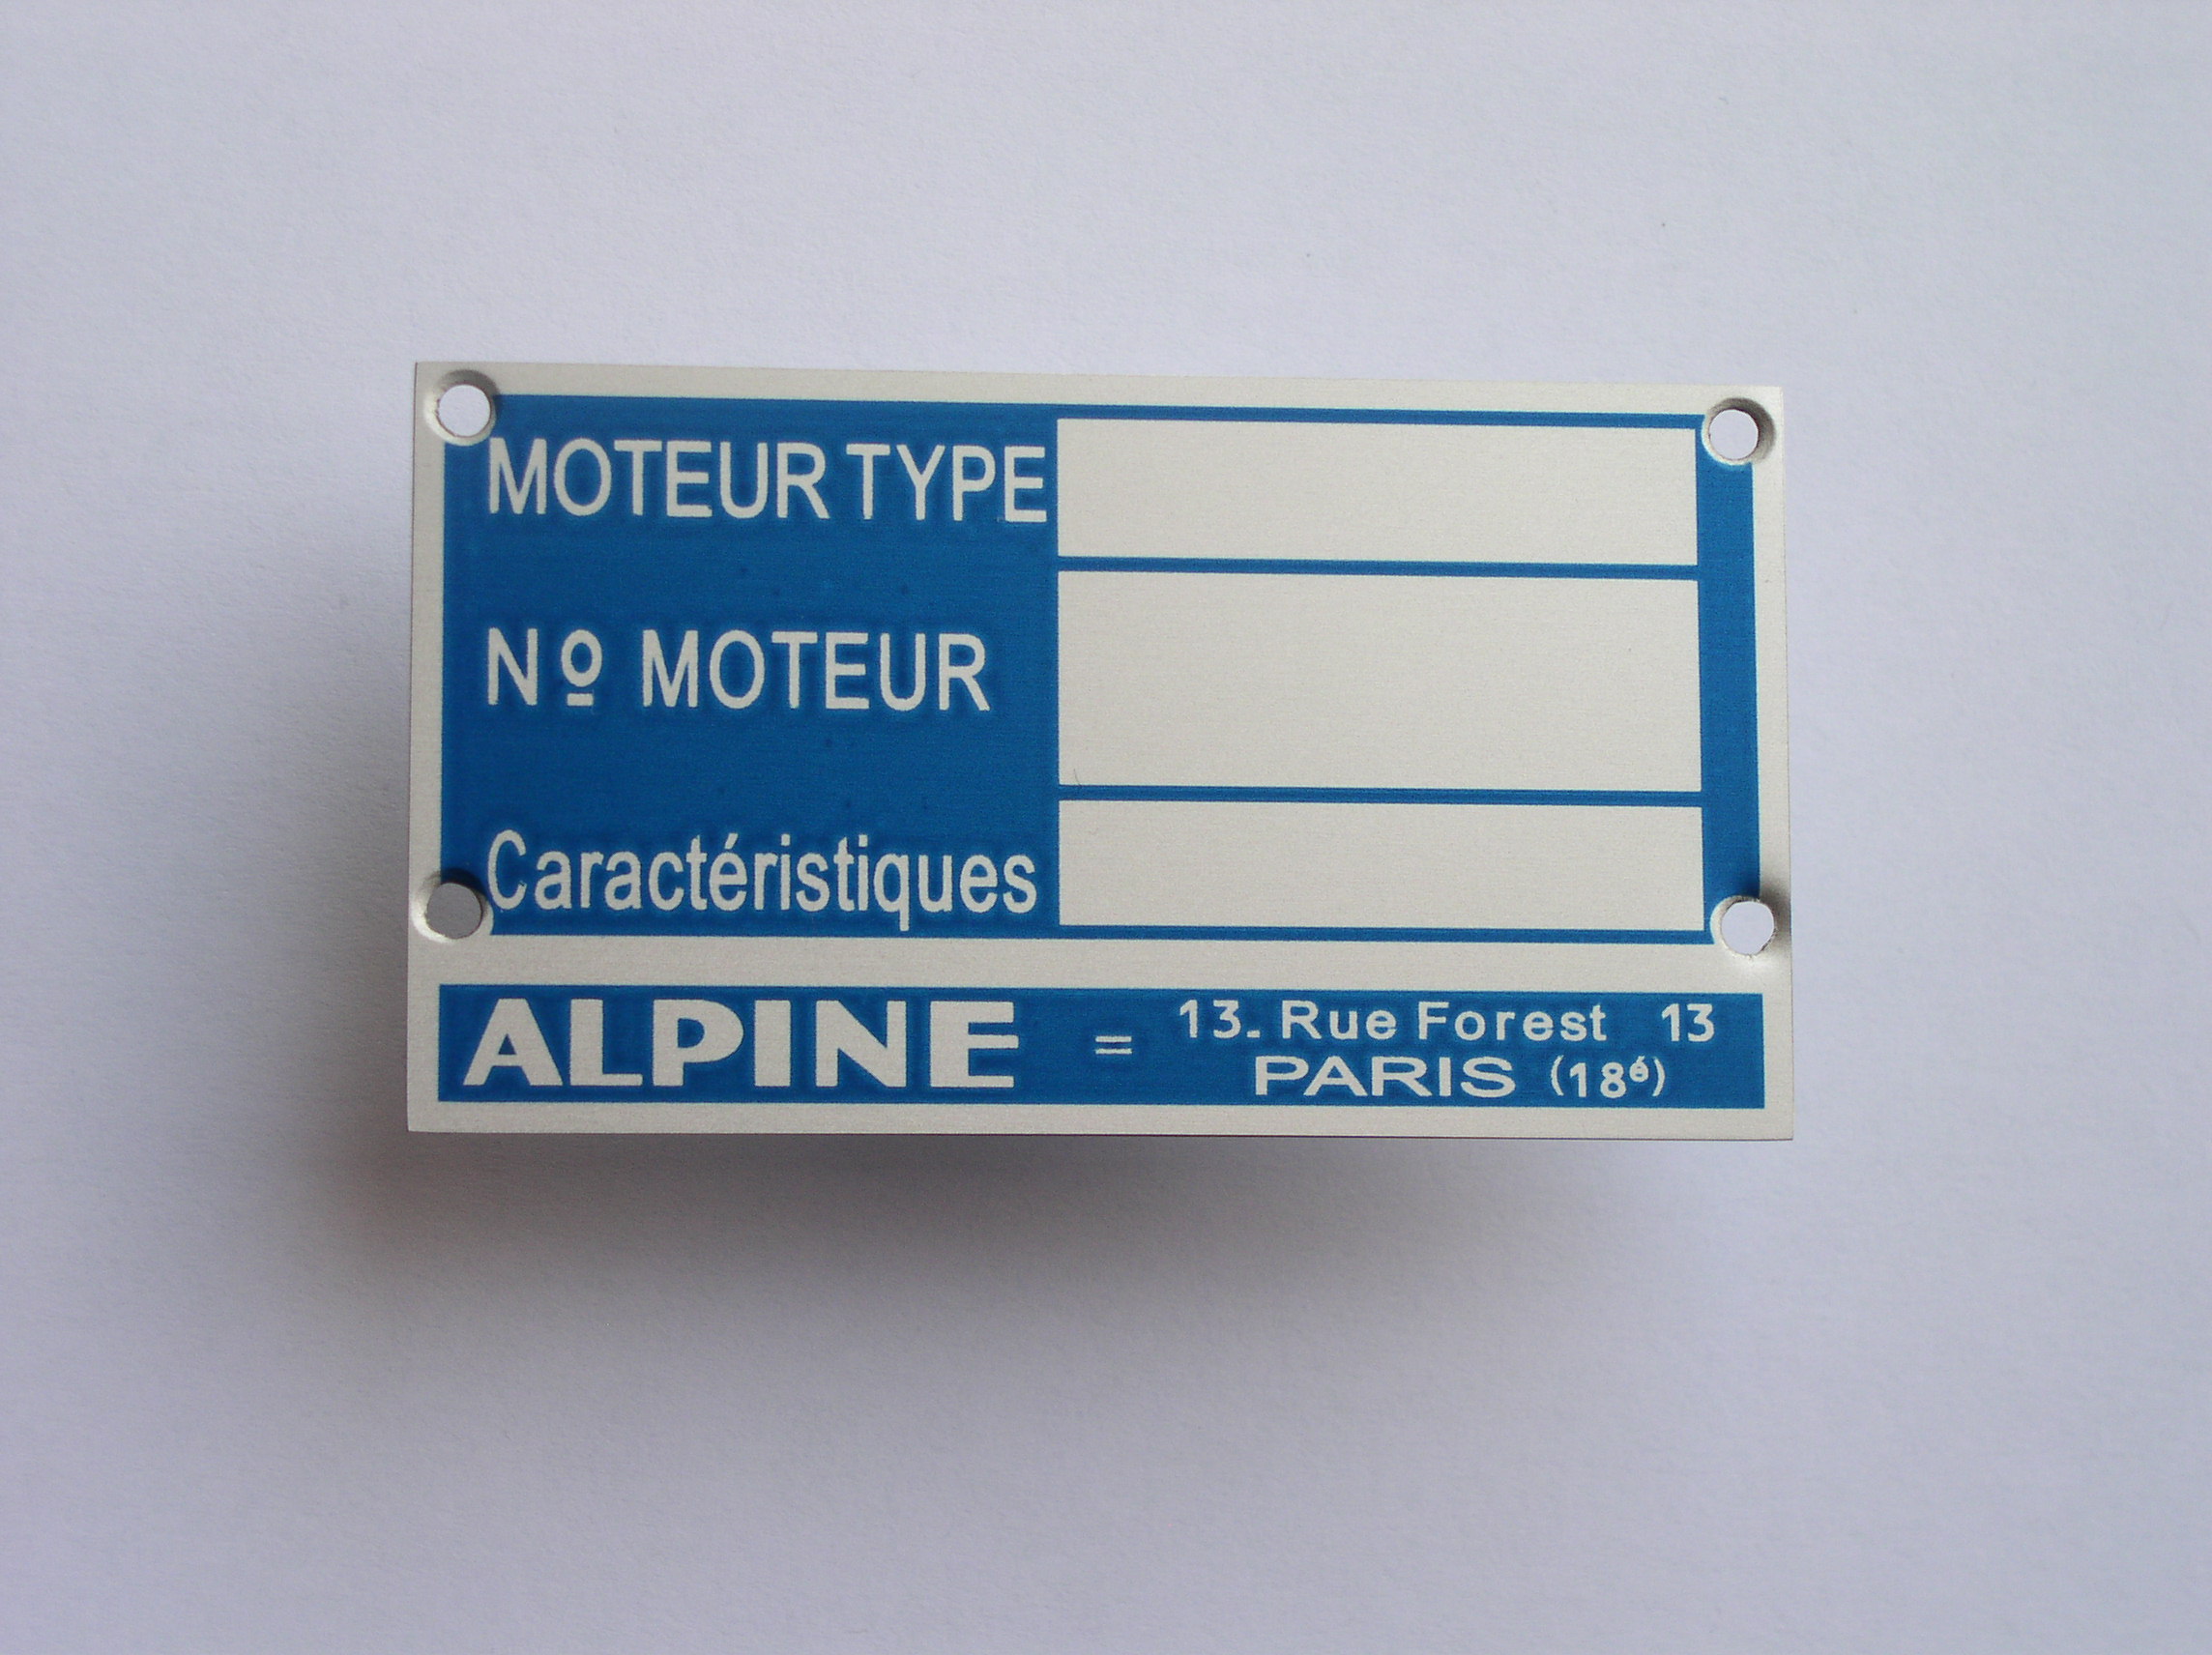 MOTEUR TYPE
Nº MOTEUR
Caractéristiques
ALPINE = 13. Rue Forest 13
PARIS (18é)